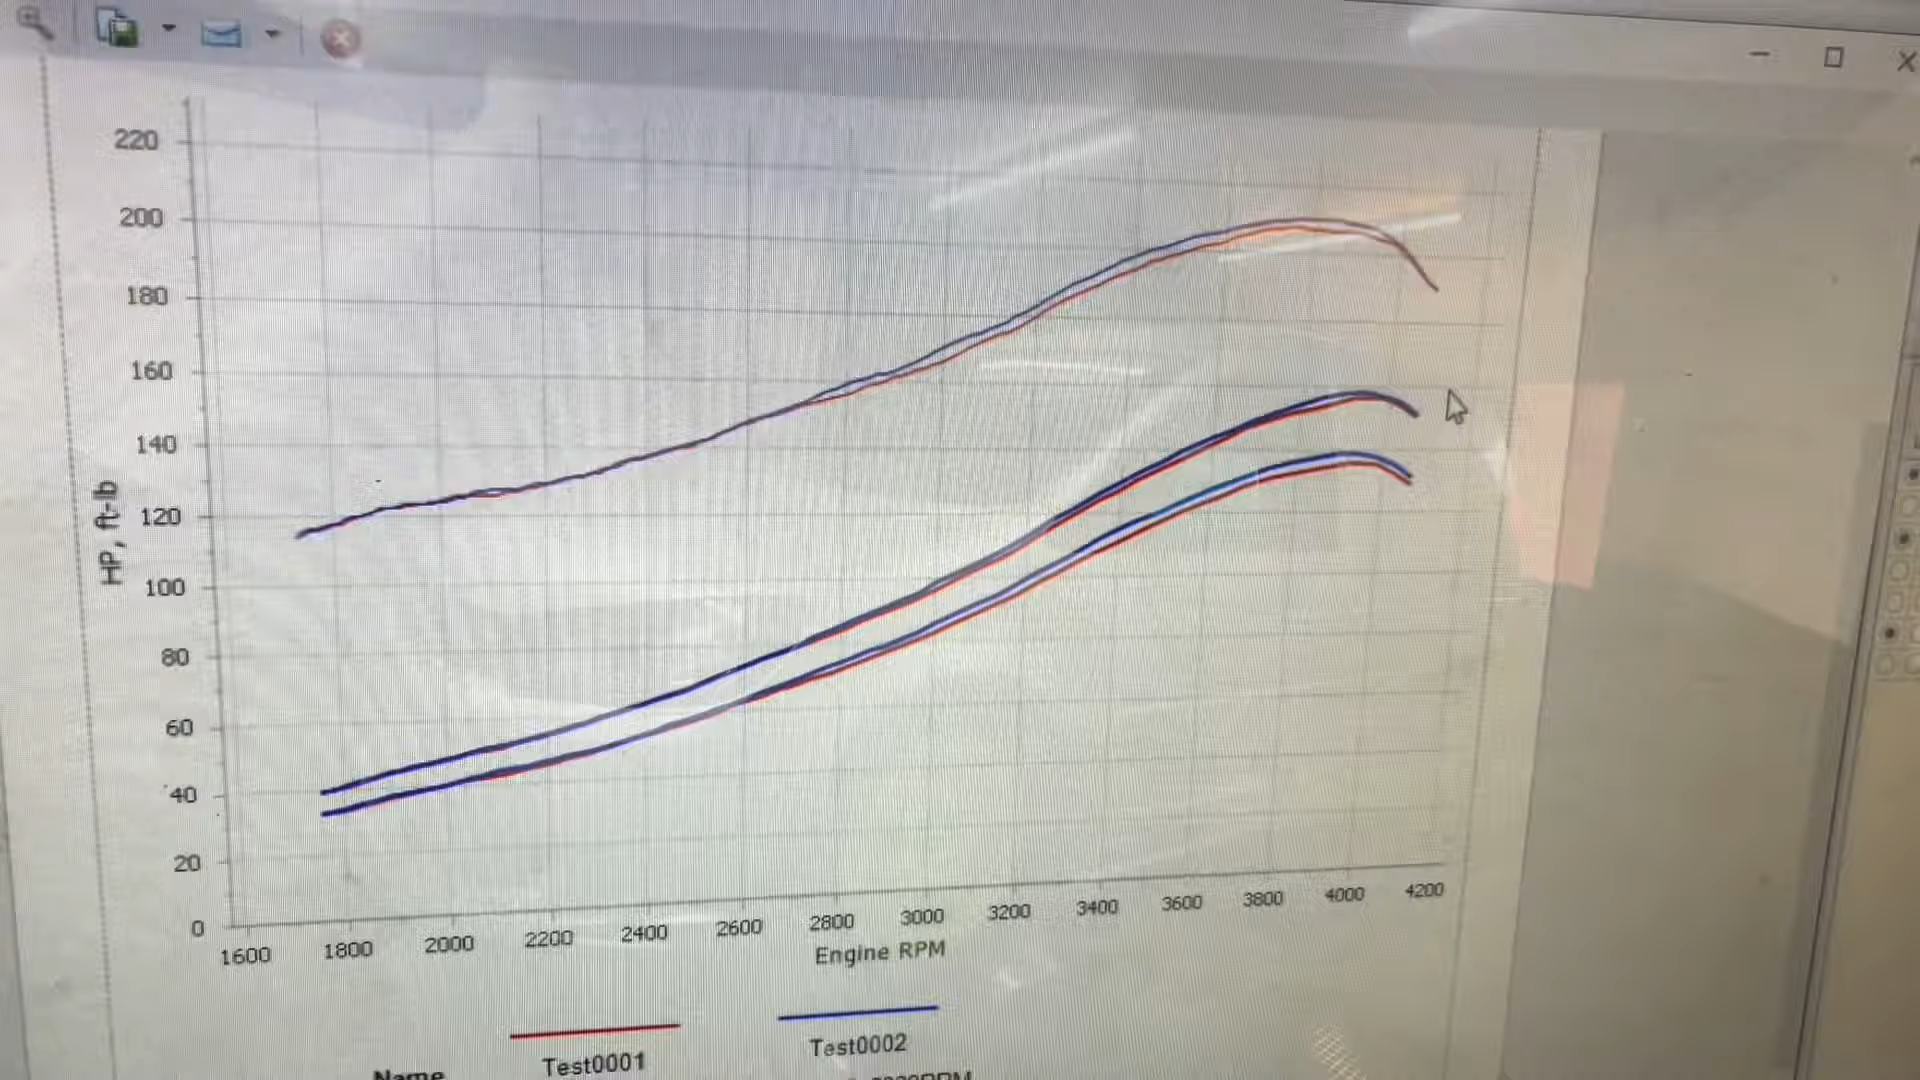 220
200
180
160
140
120
100
80
60
40
20
0
HP, ft-lb
1600 1800 2000 2200 2400 2600 2800 3000 3200 3400 3600 3800 4000 4200
Engine RPM
Test0001 Test0002
Name